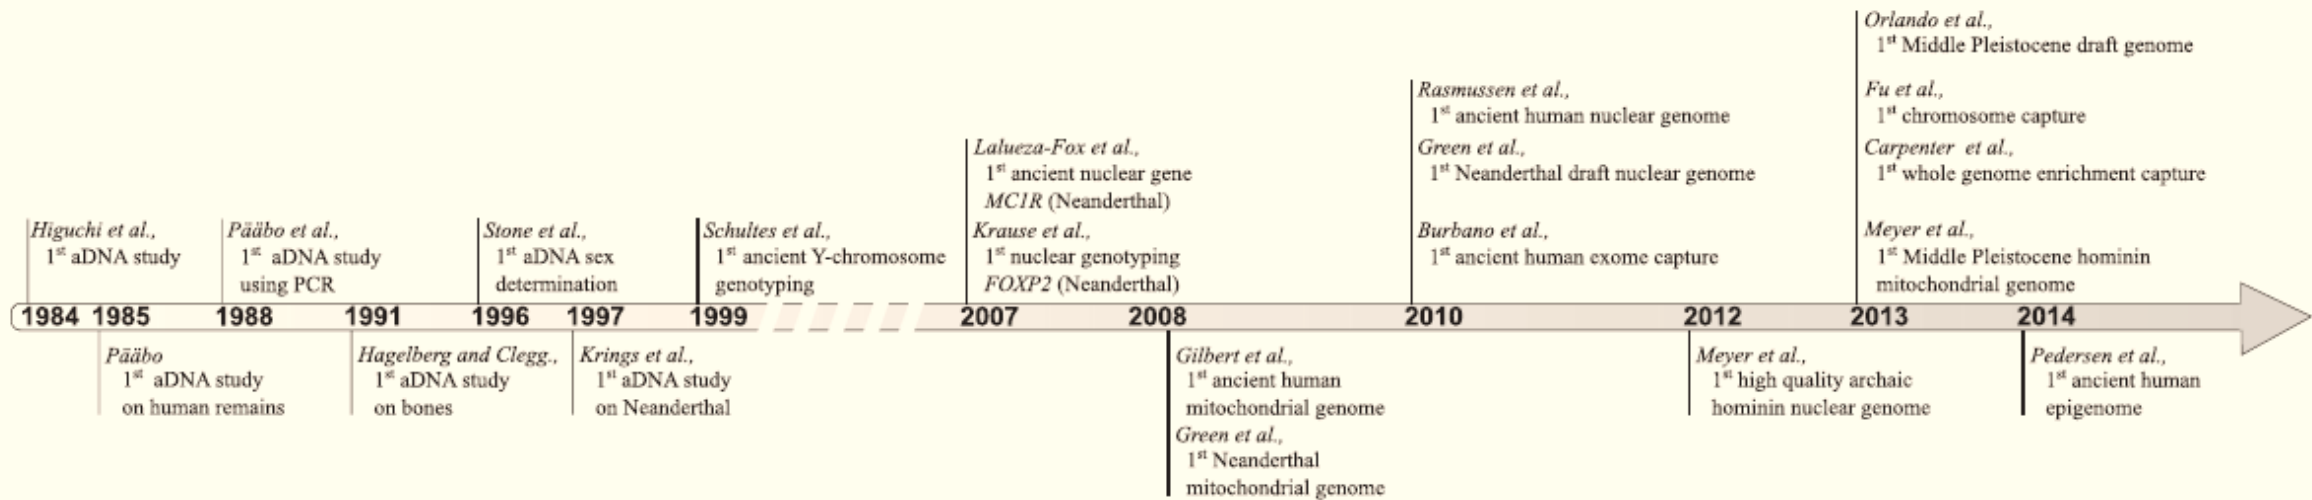 Orlando et al.,
1st Middle Pleistocene draft genome
Rasmussen et al.,
1st ancient human nuclear genome
Fu et al.,
1st chromosome capture
Lalueza-Fox et al.,
1st ancient nuclear gene
MC1R (Neanderthal)
Green et al.,
1st Neanderthal draft nuclear genome
Carpenter et al.,
1st whole genome enrichment capture
Higuchi et al.,
1st aDNA study
Pääbo et al.,
1st aDNA study
using PCR
Stone et al.,
1st aDNA sex
determination
Schultes et al.,
1st ancient Y-chromosome
genotyping
Krause et al.,
1st nuclear genotyping
FOXP2 (Neanderthal)
Burbano et al.,
1st ancient human exome capture
Meyer et al.,
1st Middle Pleistocene hominin
mitochondrial genome
1984 1985 1988 1991 1996 1997 1999 2007 2008 2010 2012 2013 2014
Pääbo
1st aDNA study
on human remains
Hagelberg and Clegg.,
1st aDNA study
on bones
Krings et al.,
1st aDNA study
on Neanderthal
Gilbert et al.,
1st ancient human
mitochondrial genome
Green et al.,
1st Neanderthal
mitochondrial genome
Meyer et al.,
1st high quality archaic
hominin nuclear genome
Pedersen et al.,
1st ancient human
epigenome